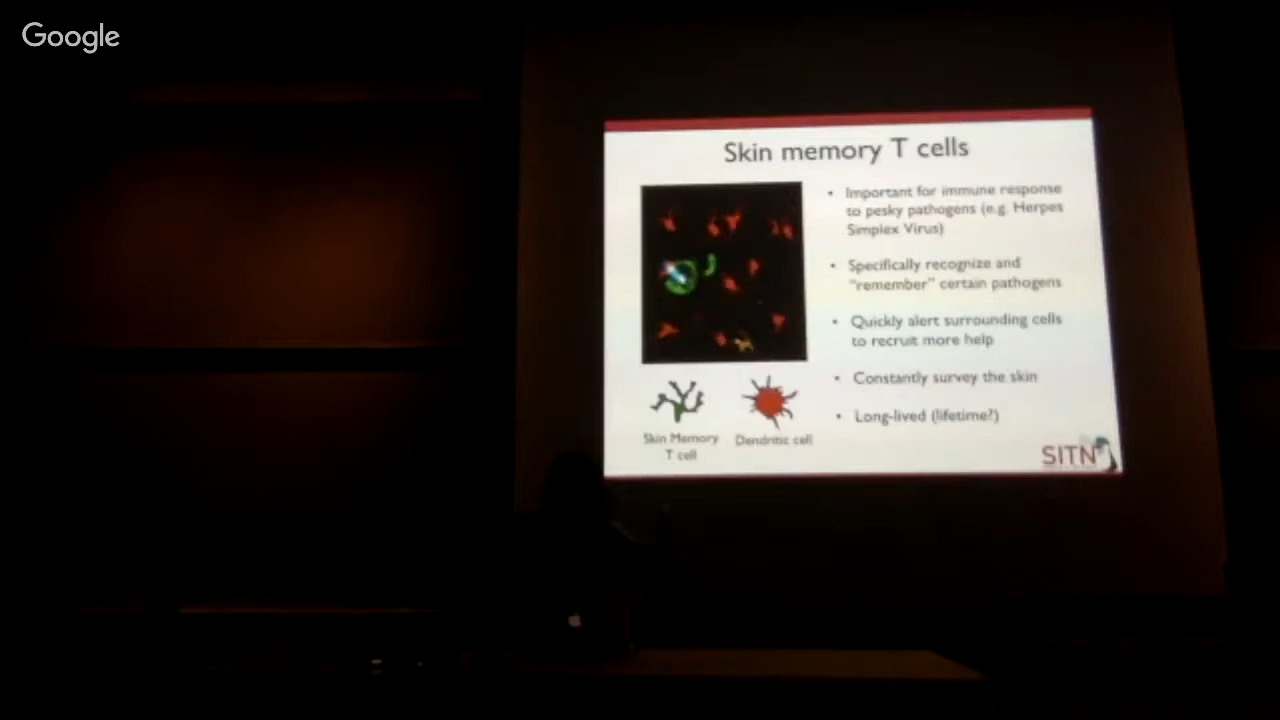 Google
Skin memory T cells
• Important for immune response
to pesky pathogens (e.g. Herpes
Simplex Virus)
• Specifically recognize and
"remember" certain pathogens
• Quickly alert surrounding cells
to recruit more help
• Constantly survey the skin
• Long-lived (lifetime?)
Skin Memory
T cell
Dendritic cell
SITN